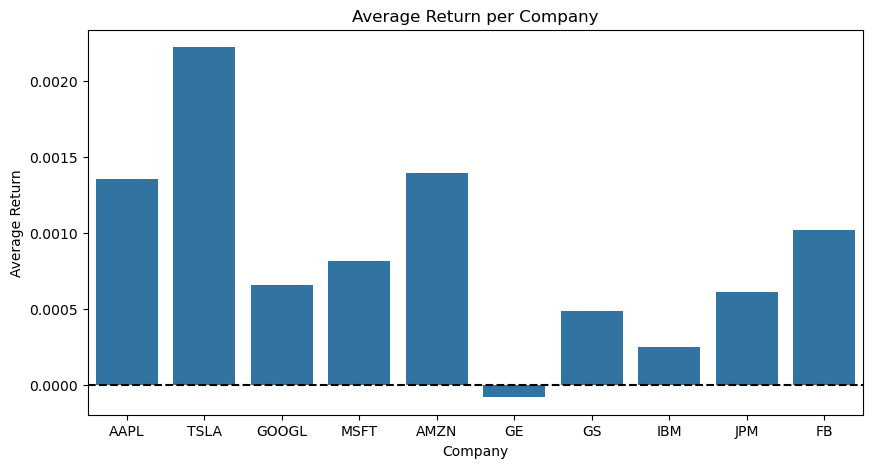 Average Return per Company
Average Return
0.0020
0.0015
0.0010
0.0005
0.0000
AAPL TSLA GOOGL MSFT AMZN GE GS IBM JPM FB
Company